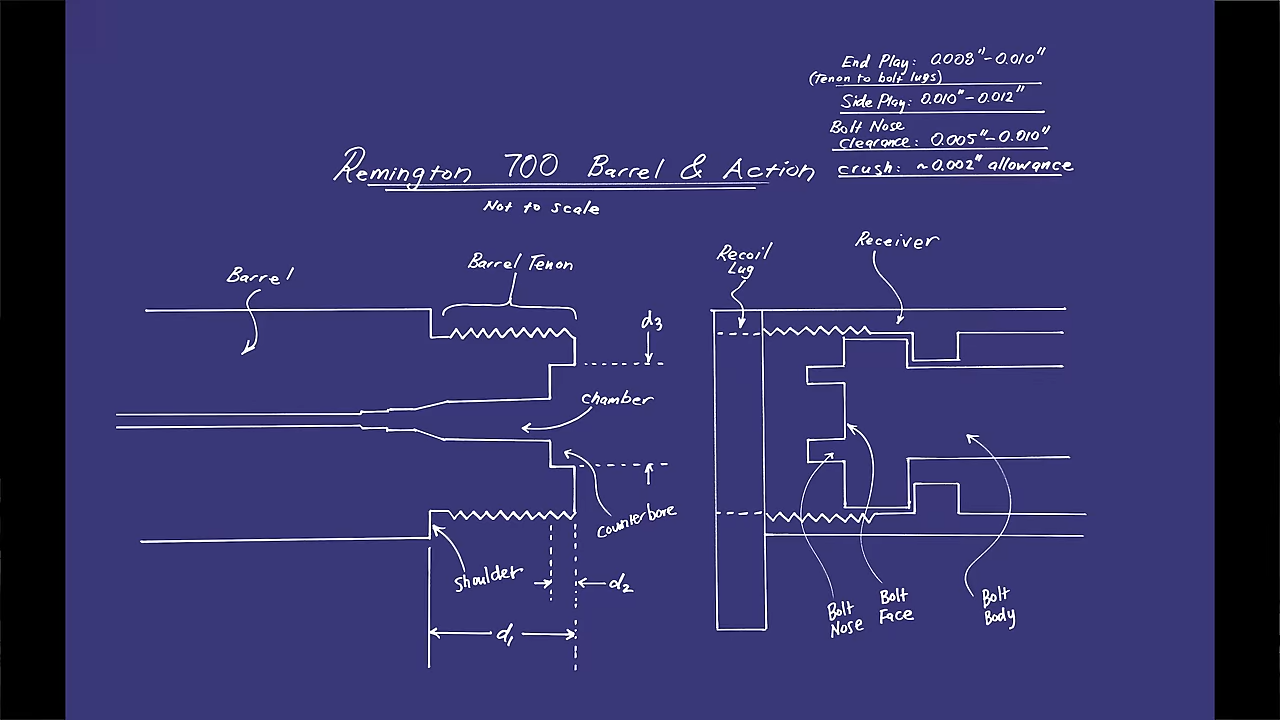 End Play: 0.008"-0.010"
(Tenon to bolt lugs)
Side Play: 0.010"-0.012"
Bolt Nose
clearance: 0.005"-0.010"
crush: ~0.002" allowance
Remington 700 Barrel & Action
Not to scale
Barrel
Barrel Tenon
d3
Recoil
Lug
Receiver
chamber
counterbore
shoulder
d2
d1
Bolt
Nose
Bolt
Face
Bolt
Body